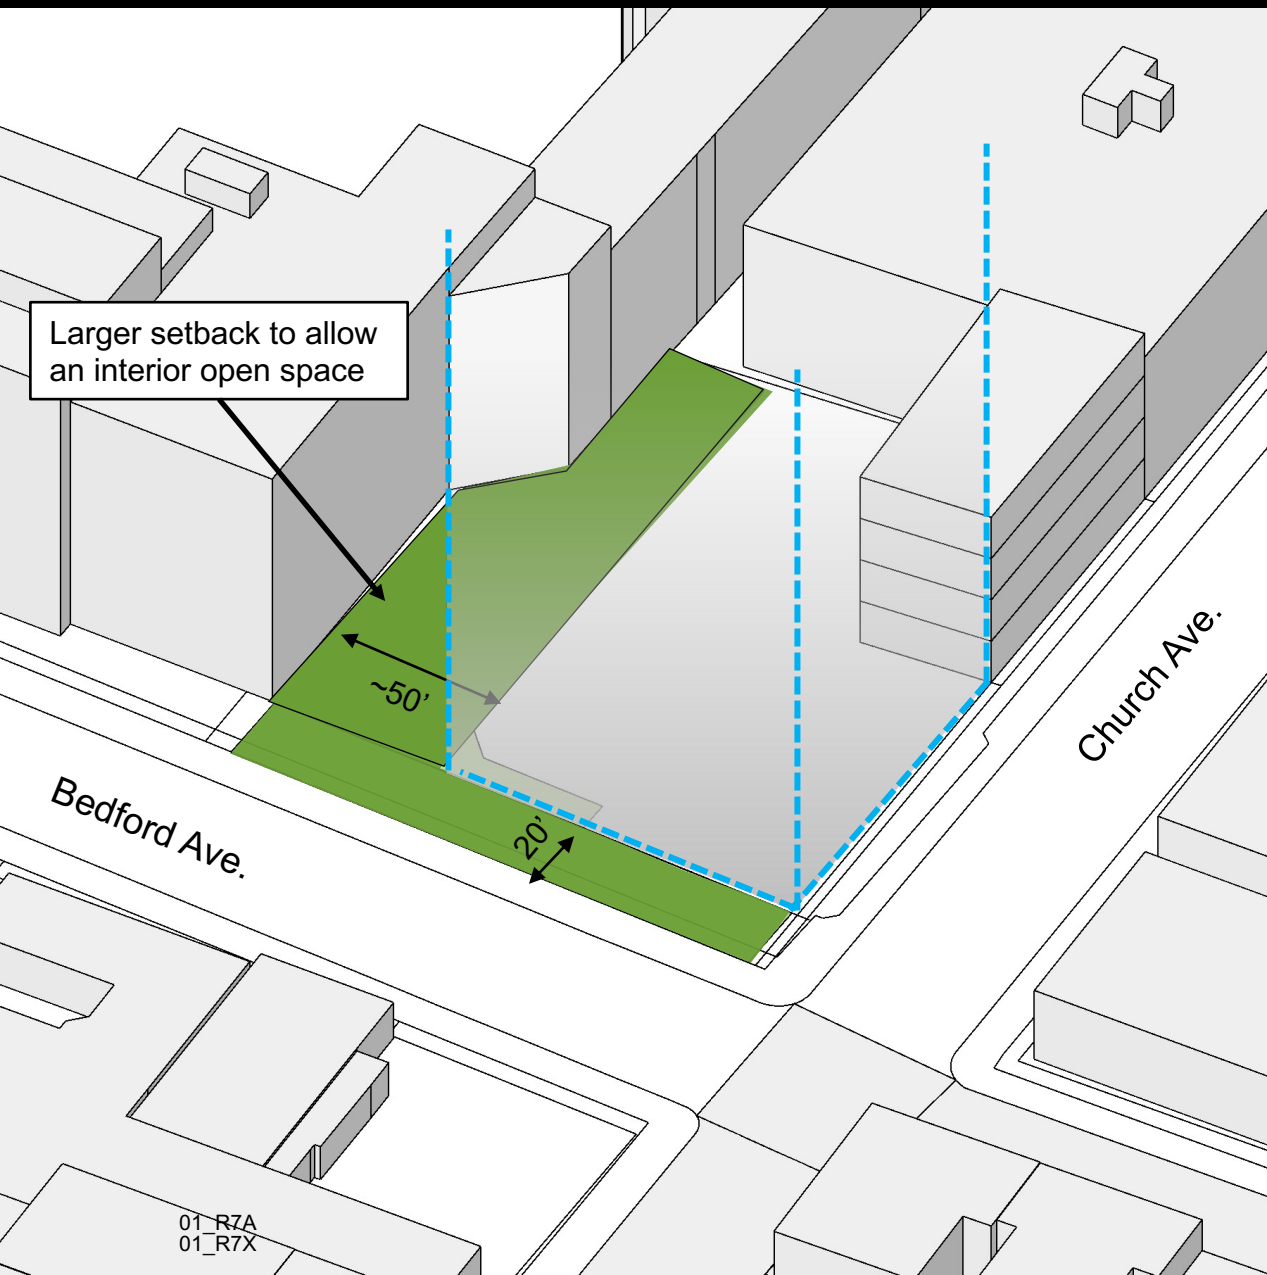 Larger setback to allow
an interior open space
~50’
Church Ave.
Bedford Ave.
20’
01_R7A
01_R7X